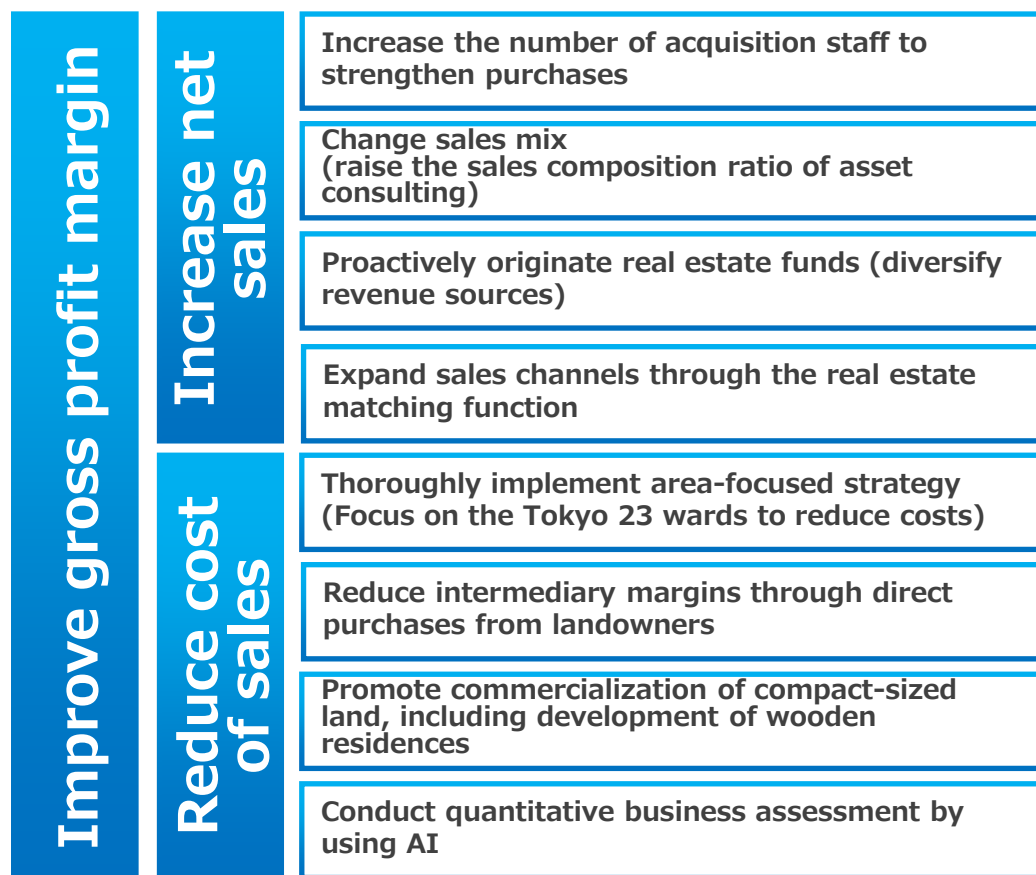 Improve gross profit margin
Increase net
sales
Increase the number of acquisition staff to
strengthen purchases
Change sales mix
(raise the sales composition ratio of asset
consulting)
Proactively originate real estate funds (diversify
revenue sources)
Expand sales channels through the real estate
matching function
Reduce cost
of sales
Thoroughly implement area-focused strategy
(Focus on the Tokyo 23 wards to reduce costs)
Reduce intermediary margins through direct
purchases from landowners
Promote commercialization of compact-sized
land, including development of wooden
residences
Conduct quantitative business assessment by
using AI